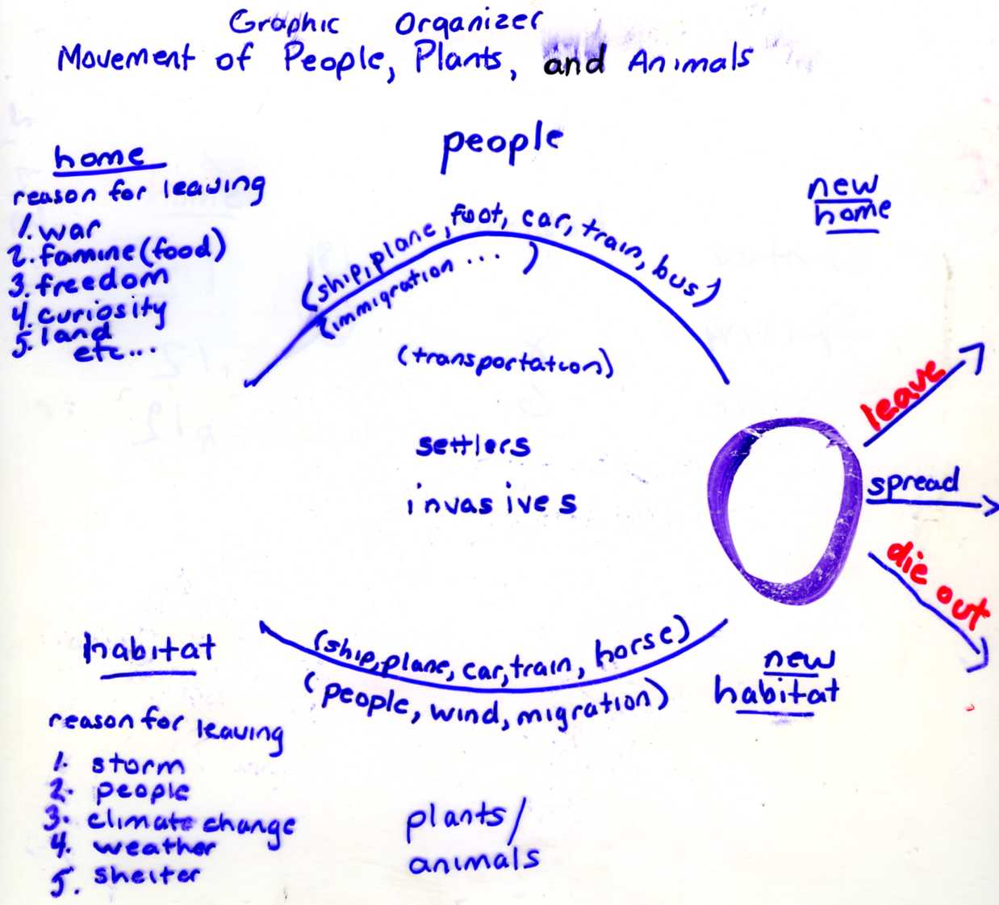 Graphic Organizer
Movement of People, Plants, and Animals
people
home
reason for leaving
1. war
2. famine (food)
3. freedom
4. curiosity
5. land
etc...
new
home
(ship, plane, foot, car, train, bus)
(immigration ... )
(transportation)
settlers
invasives
leave
spread
die out
habitat
reason for leaving
1. storm
2. people
3. climate change
4. weather
5. shelter
(ship, plane, car, train, horse)
(people, wind, migration)
new
habitat
plants/
animals